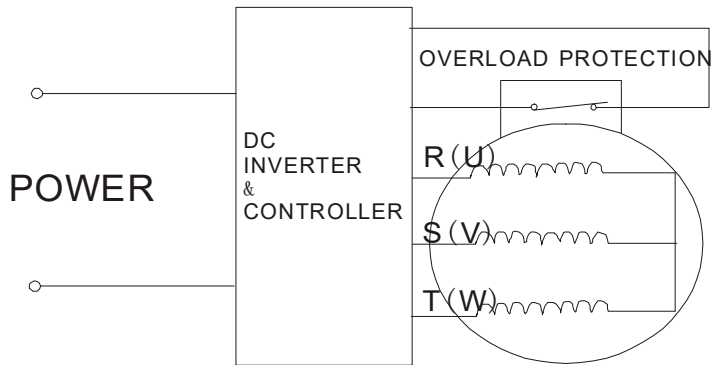 OVERLOAD PROTECTION
DC
INVERTER
&
CONTROLLER
POWER
R(U)
S(V)
T(W)